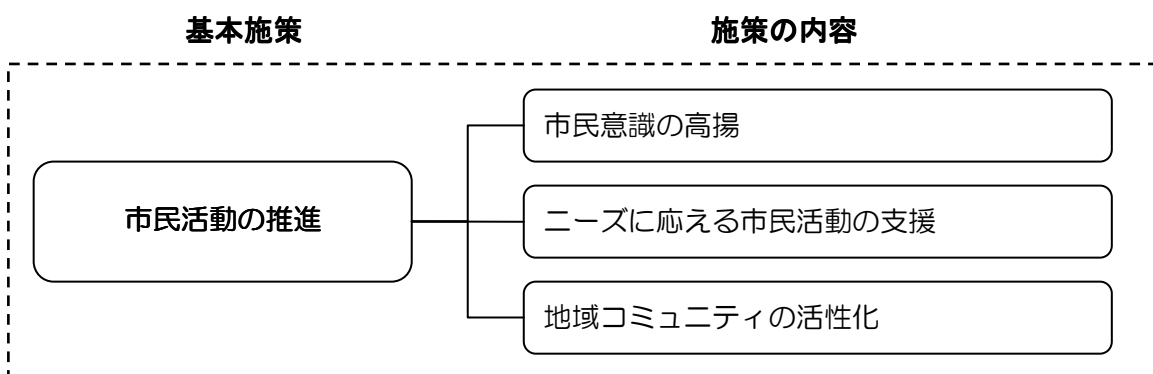 基本施策
施策の内容
市民活動の推進
市民意識の高揚
ニーズに応える市民活動の支援
地域コミュニティの活性化